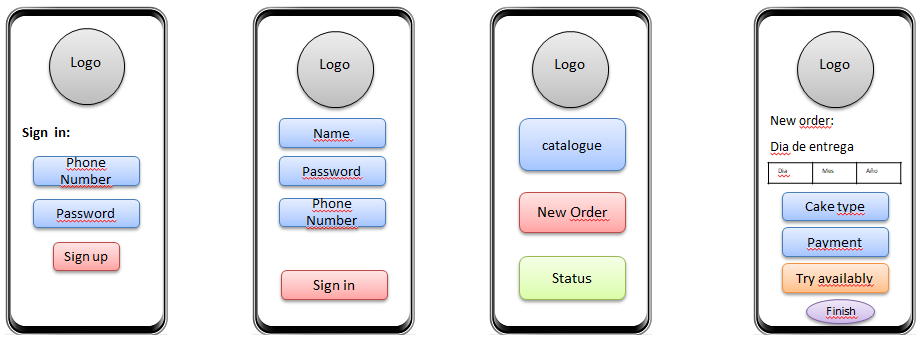 Logo
Sign in:
Phone
Number
Password
Sign up
Logo
Name
Password
Phone
Number
Sign in
Logo
catalogue
New Order
Status
Logo
New order:
Dia de entrega
Dia Mes Año
Cake type
Payment
Try availably
Finish